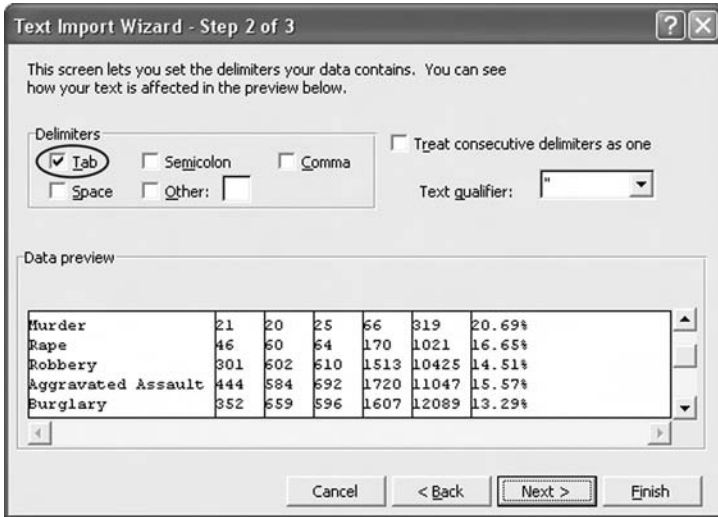 Text Import Wizard - Step 2 of 3
This screen lets you set the delimiters your data contains. You can see
how your text is affected in the preview below.
Delimiters
Tab Semicolon Comma
Space Other:
Treat consecutive delimiters as one
Text qualifier: "
Data preview
Murder 21 20 25 66 319 20.69%
Rape 46 60 64 170 1021 16.65%
Robbery 301 602 610 1513 10425 14.51%
Aggravated Assault 444 584 692 1720 11047 15.57%
Burglary 352 659 596 1607 12089 13.29%
Cancel < Back Next > Finish